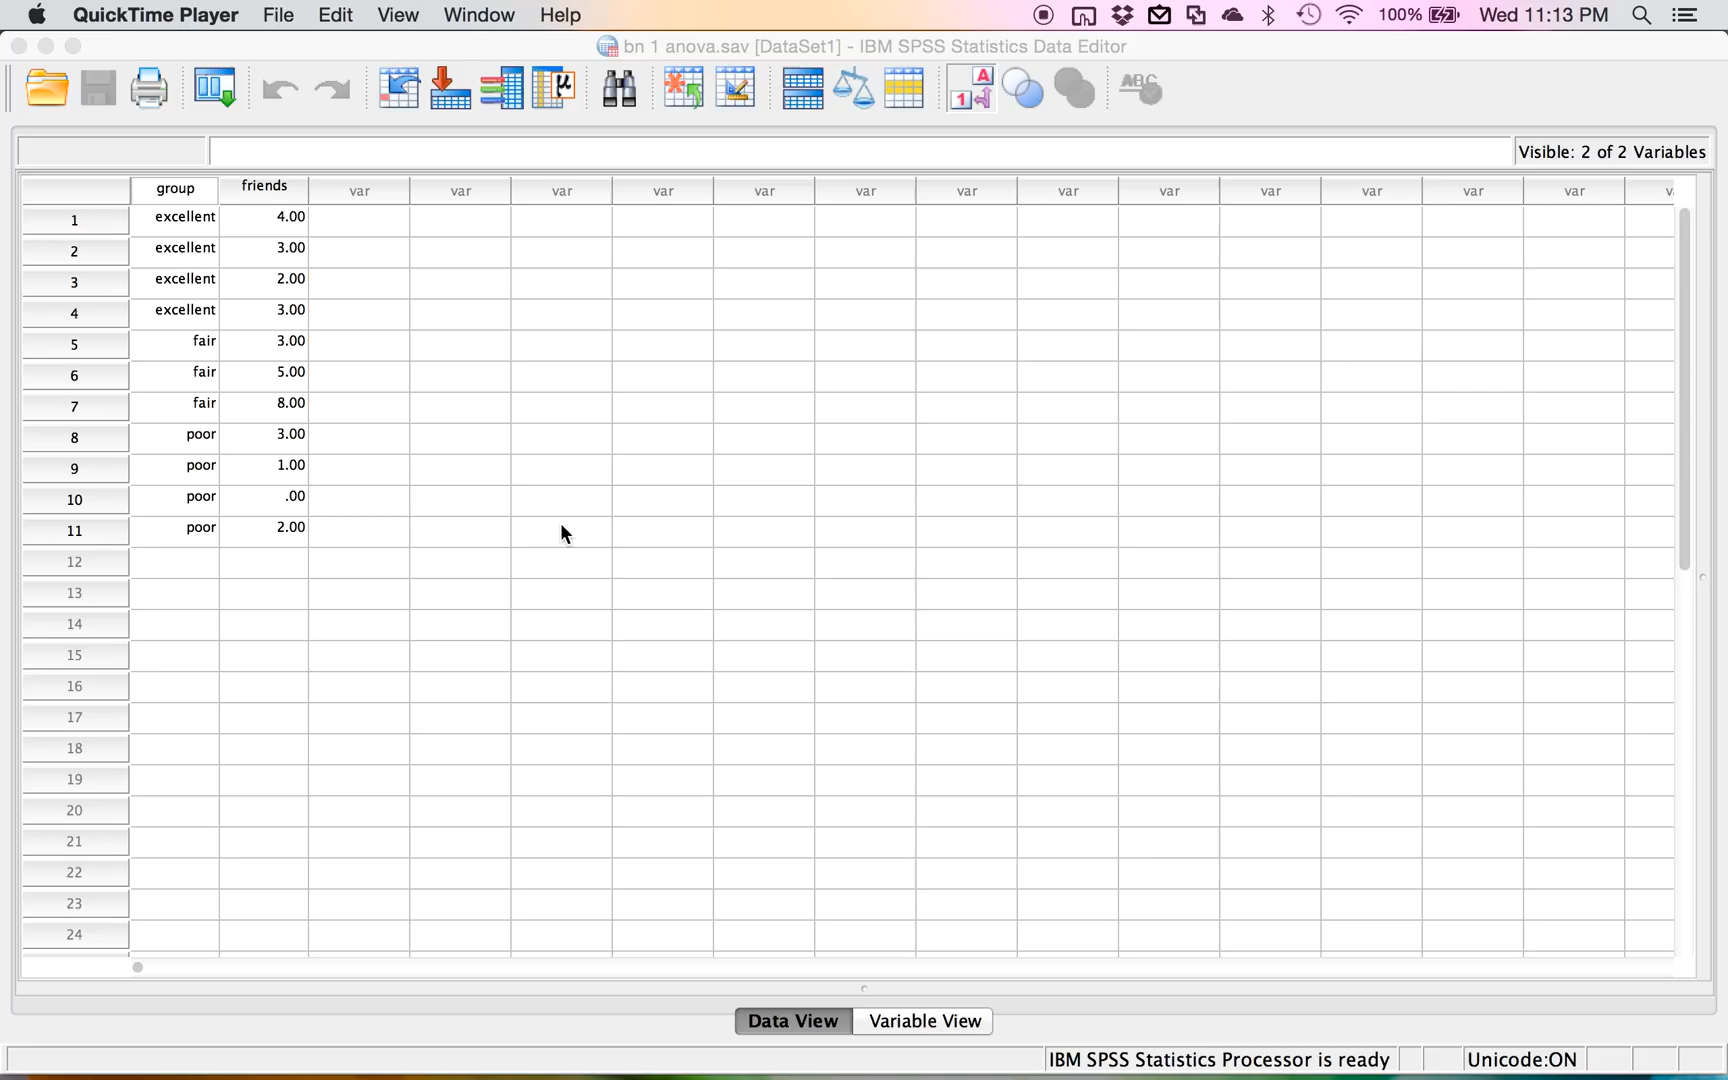 QuickTime Player File Edit View Window Help 100% Wed 11:13 PM
bn 1 anova.sav [DataSet1] - IBM SPSS Statistics Data Editor
A
1
μ
ABC
Visible: 2 of 2 Variables
group friends var var var var var var var var var var var var var v
1 excellent 4.00
2 excellent 3.00
3 excellent 2.00
4 excellent 3.00
5 fair 3.00
6 fair 5.00
7 fair 8.00
8 poor 3.00
9 poor 1.00
10 poor .00
11 poor 2.00
12
13
14
15
16
17
18
19
20
21
22
23
24
Data View Variable View
IBM SPSS Statistics Processor is ready Unicode:ON